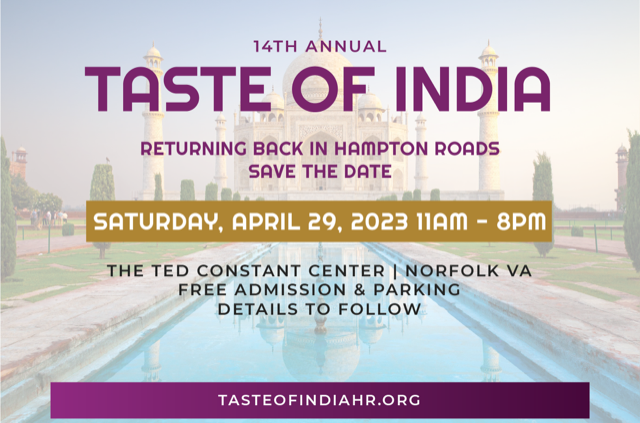 14TH ANNUAL
TASTE OF INDIA
RETURNING BACK IN HAMPTON ROADS
SAVE THE DATE
SATURDAY, APRIL 29, 2023 11AM - 8PM
THE TED CONSTANT CENTER | NORFOLK VA
FREE ADMISSION & PARKING
DETAILS TO FOLLOW
TASTEOFINDIAHR.ORG